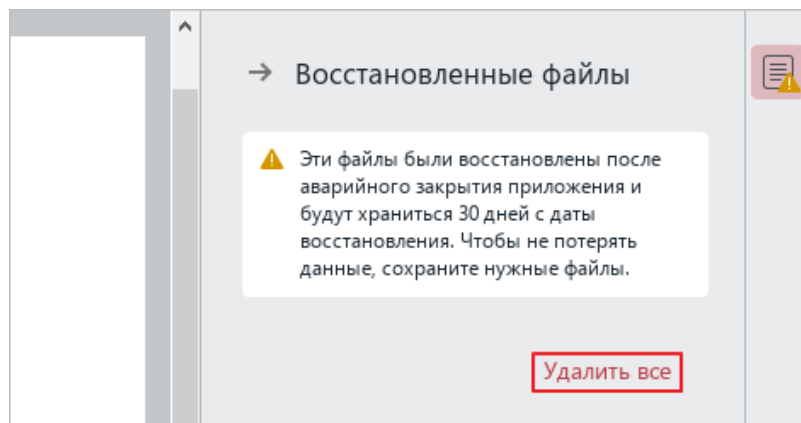 Восстановленные файлы
Эти файлы были восстановлены после
аварийного закрытия приложения и
будут храниться 30 дней с даты
восстановления. Чтобы не потерять
данные, сохраните нужные файлы.
Удалить все